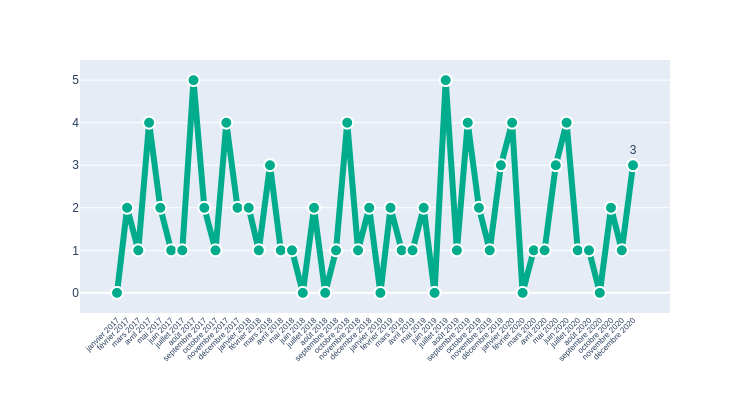 5
4
3
3
2
1
0
janvier 2017
février 2017
mars 2017
avril 2017
mai 2017
juin 2017
juillet 2017
août 2017
septembre 2017
octobre 2017
novembre 2017
décembre 2017
janvier 2018
février 2018
mars 2018
avril 2018
mai 2018
juin 2018
juillet 2018
août 2018
septembre 2018
octobre 2018
novembre 2018
décembre 2018
janvier 2019
février 2019
mars 2019
avril 2019
mai 2019
juin 2019
juillet 2019
août 2019
septembre 2019
octobre 2019
novembre 2019
décembre 2019
janvier 2020
février 2020
mars 2020
avril 2020
mai 2020
juin 2020
juillet 2020
août 2020
septembre 2020
octobre 2020
novembre 2020
décembre 2020